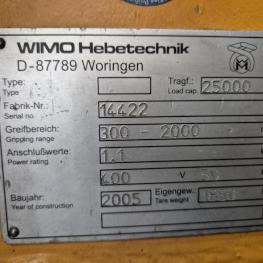 WIMO Hebetechnik
D-87789 Woringen
Type: Tragf.: 25000
Type Load cap.
Fabrik-Nr.: 14422
Serial no.
Greifbereich: 300 - 2000
Gripping range
Anschlußwerte: 1.1
Power rating
400 V
Baujahr: 2005 Eigengew.
Year of construction Tare weight